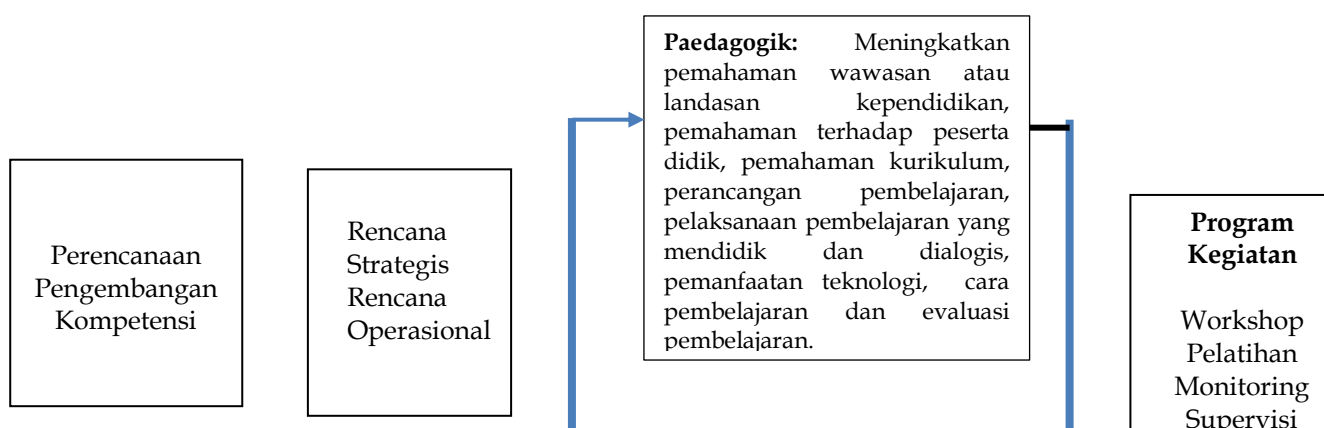 Perencanaan
Pengembangan
Kompetensi
Rencana
Strategis
Rencana
Operasional
Paedagogik: Meningkatkan
pemahaman wawasan atau
landasan kependidikan,
pemahaman terhadap peserta
didik, pemahaman kurikulum,
perancangan pembelajaran,
pelaksanaan pembelajaran yang
mendidik dan dialogis,
pemanfaatan teknologi, cara
pembelajaran dan evaluasi
pembelajaran.
Program
Kegiatan
Workshop
Pelatihan
Monitoring
Supervisi